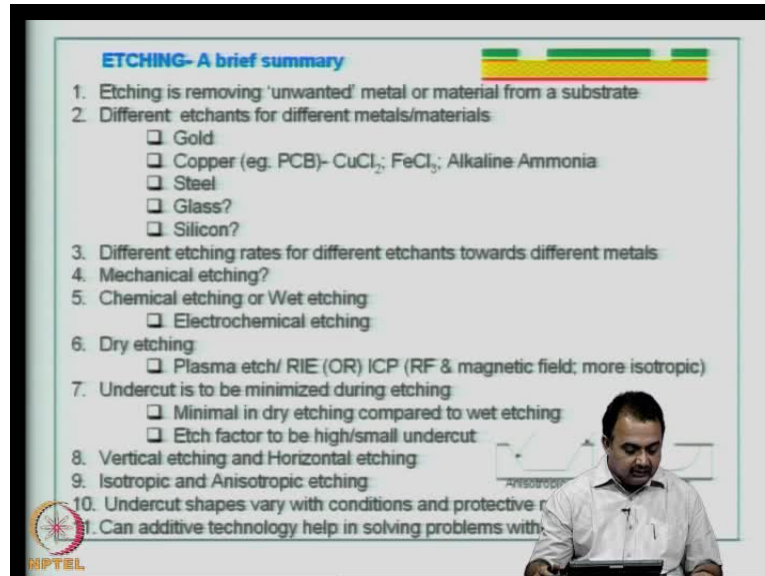 ETCHING- A brief summary
1. Etching is removing 'unwanted' metal or material from a substrate
2. Different etchants for different metals/materials
❑ Gold
❑ Copper (eg. PCB)- CuCl2; FeCl3; Alkaline Ammonia
❑ Steel
❑ Glass?
❑ Silicon?
3. Different etching rates for different etchants towards different metals
4. Mechanical etching?
5. Chemical etching or Wet etching
❑ Electrochemical etching
6. Dry etching
❑ Plasma etch/ RIE (OR) ICP (RF & magnetic field; more isotropic)
7. Undercut is to be minimized during etching
❑ Minimal in dry etching compared to wet etching
❑ Etch factor to be high/small undercut
8. Vertical etching and Horizontal etching
9. Isotropic and Anisotropic etching
Anisotropic
10. Undercut shapes vary with conditions and protective
1. Can additive technology help in solving problems with
NPTEL